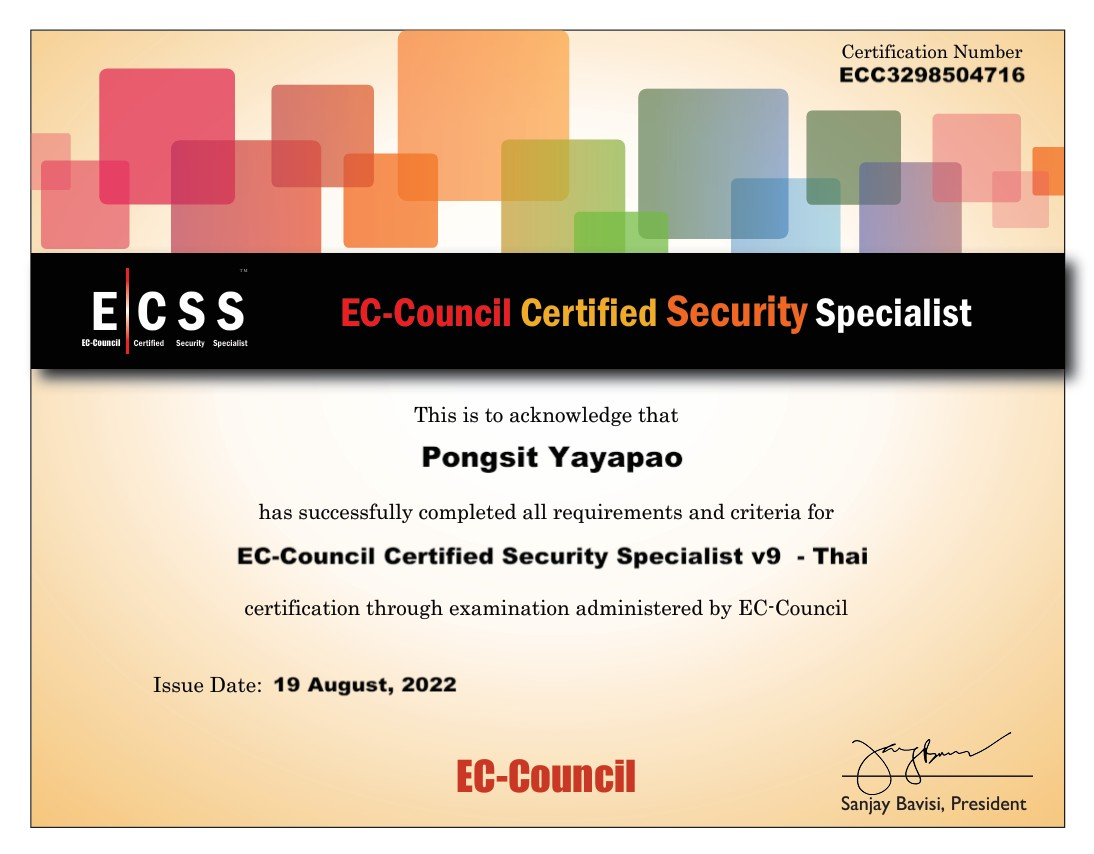 Certification Number
ECC3298504716
E C S S ™
EC-Council Certified Security Specialist
EC-Council Certified Security Specialist
This is to acknowledge that
Pongsit Yayapao
has successfully completed all requirements and criteria for
EC-Council Certified Security Specialist v9 - Thai
certification through examination administered by EC-Council
Issue Date: 19 August, 2022
EC-Council
Sanjay Bavisi, President